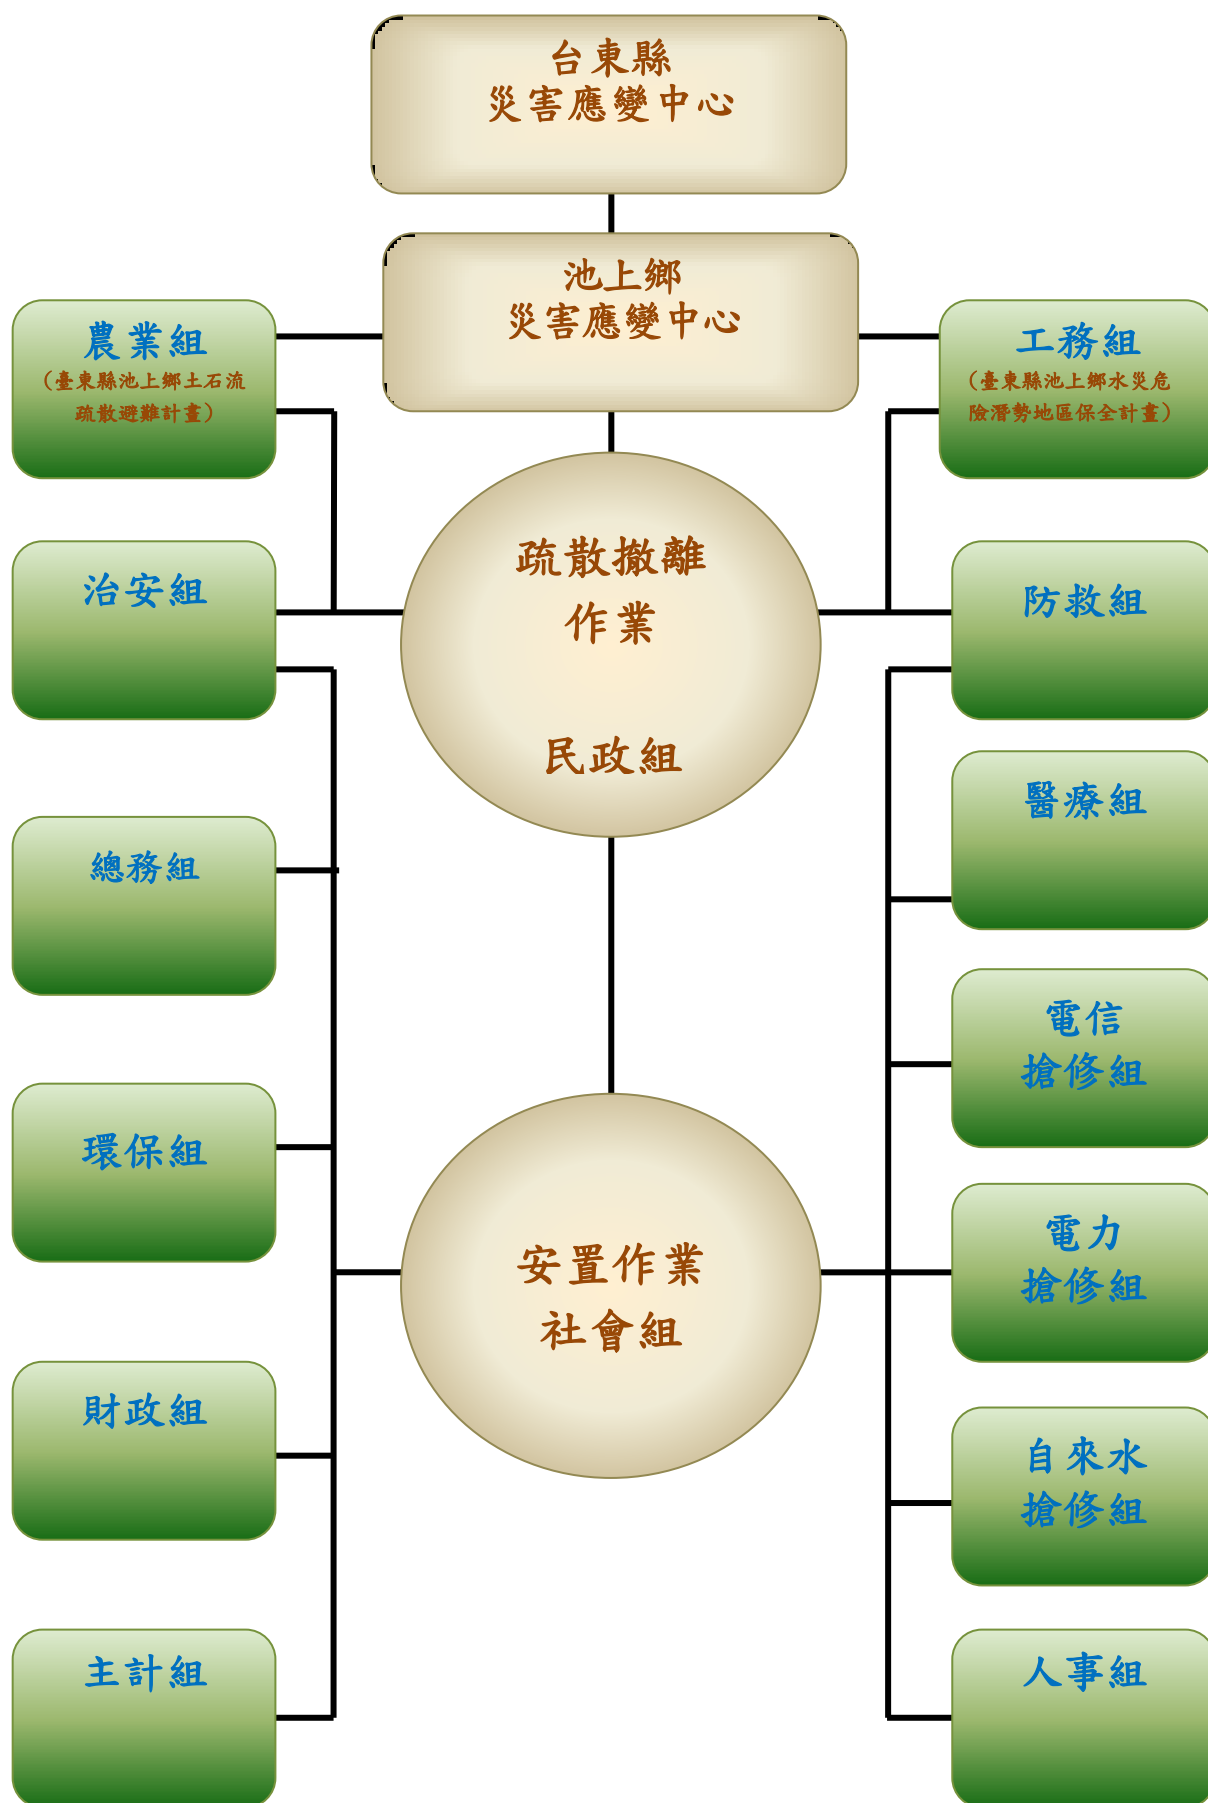 台東縣
災害應變中心
池上鄉
災害應變中心
農業組
（臺東縣池上鄉土石流
疏散避難計畫）
工務組
（臺東縣池上鄉水災危
險潛勢地區保全計畫）
疏散撤離
作業
民政組
治安組
防救組
醫療組
總務組
電信
搶修組
環保組
電力
搶修組
安置作業
社會組
財政組
自來水
搶修組
主計組
人事組